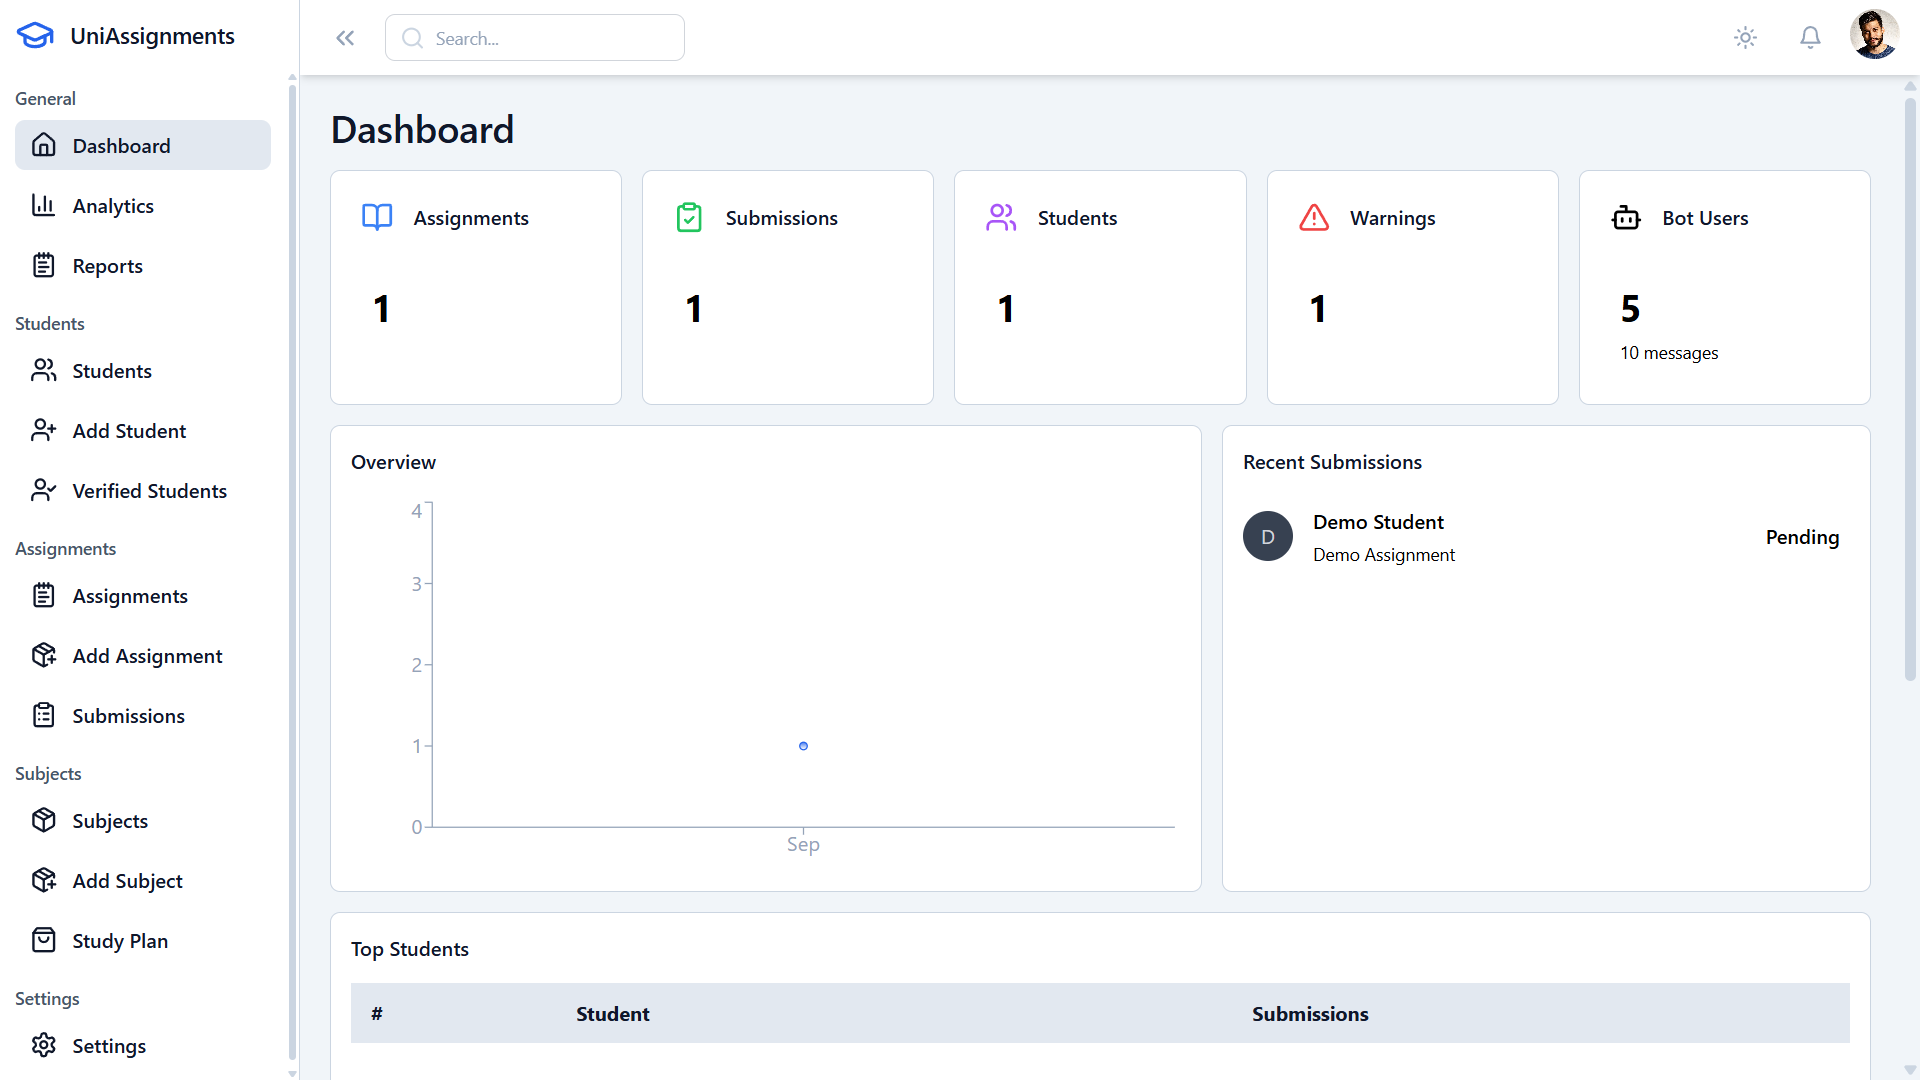 UniAssignments
Search...
General
Dashboard
Analytics
Reports
Students
Students
Add Student
Verified Students
Assignments
Assignments
Add Assignment
Submissions
Subjects
Subjects
Add Subject
Study Plan
Settings
Settings
Dashboard
Assignments
1
Submissions
1
Students
1
Warnings
1
Bot Users
5
10 messages
Overview
4
3
2
1
0
Sep
Recent Submissions
D
Demo Student
Demo Assignment
Pending
Top Students
# Student Submissions